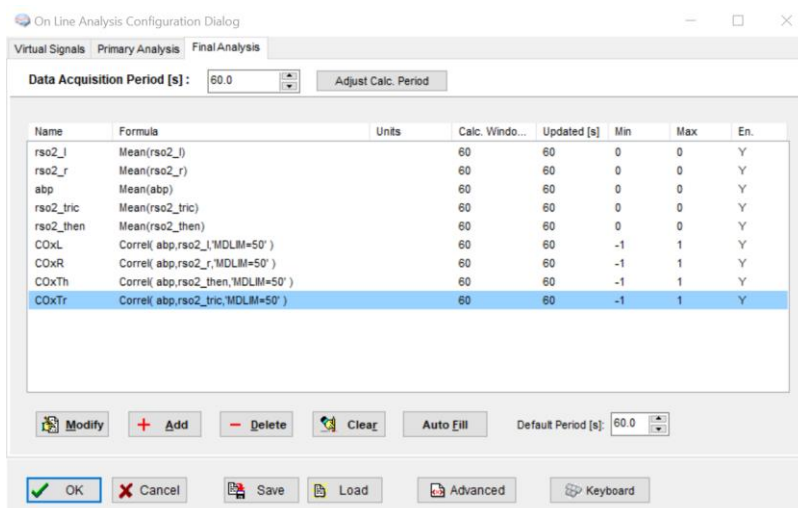 On Line Analysis Configuration Dialog
Virtual Signals Primary Analysis Final Analysis
Data Acquisition Period [s] : 60.0 Adjust Calc. Period
Name Formula Units Calc. Windo... Updated [s] Min Max En.
rso2_l Mean(rso2_l) 60 60 0 0 Y
rso2_r Mean(rso2_r) 60 60 0 0 Y
abp Mean(abp) 60 60 0 0 Y
rso2_tric Mean(rso2_tric) 60 60 0 0 Y
rso2_then Mean(rso2_then) 60 60 0 0 Y
COxL Correl( abp,rso2_l,'MDLIM=50' ) 60 60 -1 1 Y
COxR Correl( abp,rso2_r,'MDLIM=50' ) 60 60 -1 1 Y
COxTh Correl( abp,rso2_then,'MDLIM=50' ) 60 60 -1 1 Y
COxTr Correl( abp,rso2_tric,'MDLIM=50' ) 60 60 -1 1 Y
Modify Add Delete Clear Auto Fill Default Period [s]: 60.0
OK Cancel Save Load Advanced Keyboard